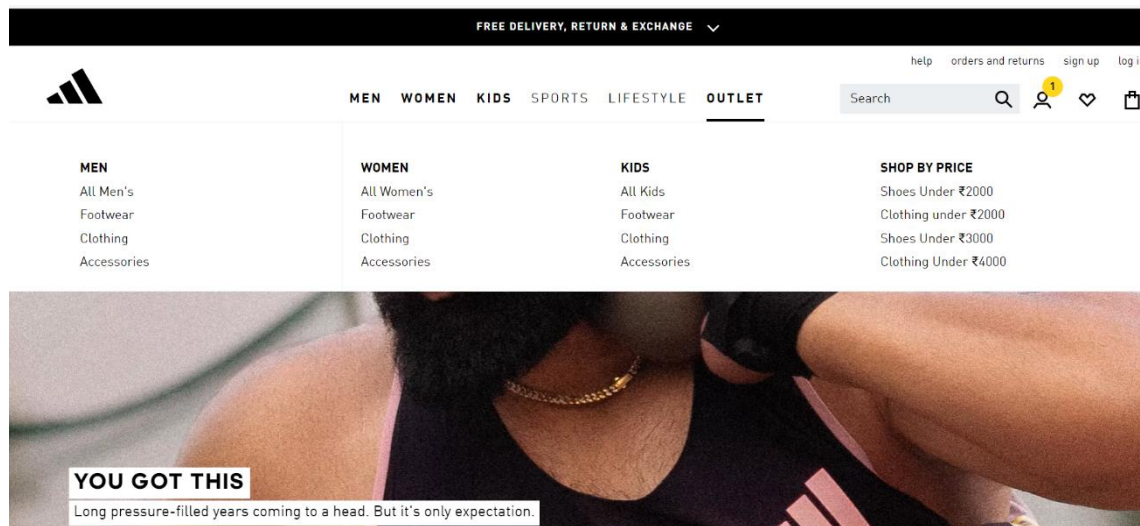 FREE DELIVERY, RETURN & EXCHANGE
help orders and returns sign up log i
MEN WOMEN KIDS SPORTS LIFESTYLE OUTLET Search 1
MEN
All Men's
Footwear
Clothing
Accessories
WOMEN
All Women's
Footwear
Clothing
Accessories
KIDS
All Kids
Footwear
Clothing
Accessories
SHOP BY PRICE
Shoes Under ₹2000
Clothing under ₹2000
Shoes Under ₹3000
Clothing Under ₹4000
YOU GOT THIS
Long pressure-filled years coming to a head. But it's only expectation.